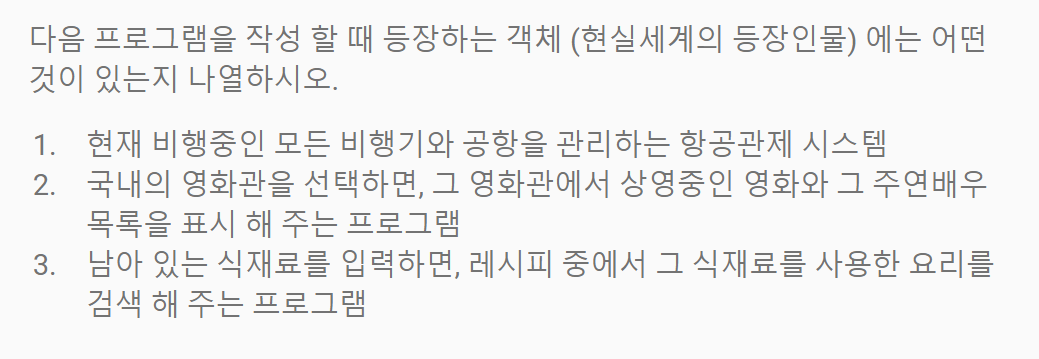 다음 프로그램을 작성 할 때 등장하는 객체 (현실세계의 등장인물) 에는 어떤
것이 있는지 나열하시오.
1. 현재 비행중인 모든 비행기와 공항을 관리하는 항공관제 시스템
2. 국내의 영화관을 선택하면, 그 영화관에서 상영중인 영화와 그 주연배우
목록을 표시 해 주는 프로그램
3. 남아 있는 식재료를 입력하면, 레시피 중에서 그 식재료를 사용한 요리를
검색 해 주는 프로그램